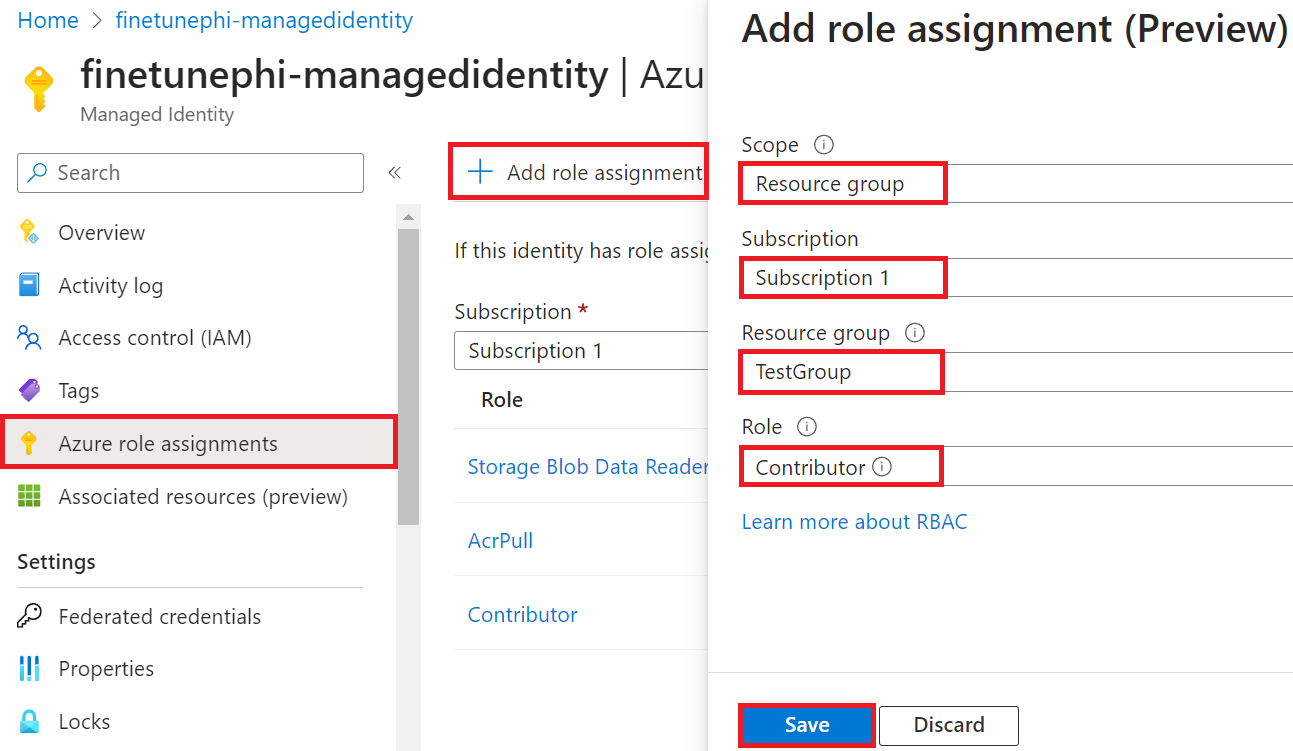 Home > finetunephi-managedidentity
finetunephi-managedidentity | Azu
Managed Identity
Search
«
Overview
Activity log
Access control (IAM)
Tags
Azure role assignments
Associated resources (preview)
Settings
Federated credentials
Properties
Locks
+ Add role assignment
If this identity has role assig
Subscription *
Subscription 1
Role
Storage Blob Data Reader
AcrPull
Contributor
Add role assignment (Preview)
Scope
Resource group
Subscription
Subscription 1
Resource group
TestGroup
Role
Contributor
Learn more about RBAC
Save
Discard